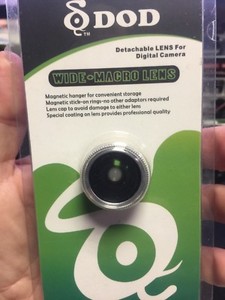 DOD
TM
Detachable LENS For
Digital Camera
WIDE-MACRO LENS
Magnetic hanger for convenient storage
Magnetic stick-on rings-no other adaptors required
Lens cap to avoid damage to either lens
Special coating on lens provides professional quality